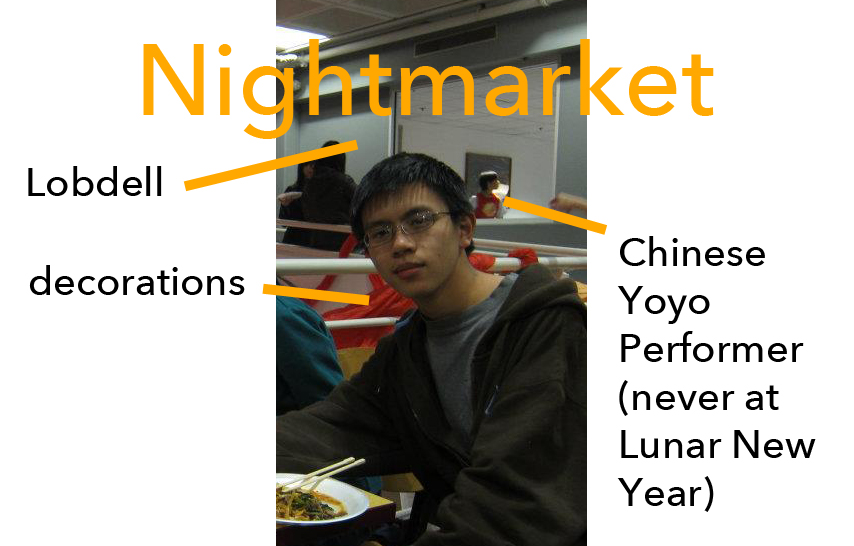 Nightmarket
Lobdell
decorations
Chinese
Yoyo
Performer
(never at
Lunar New
Year)